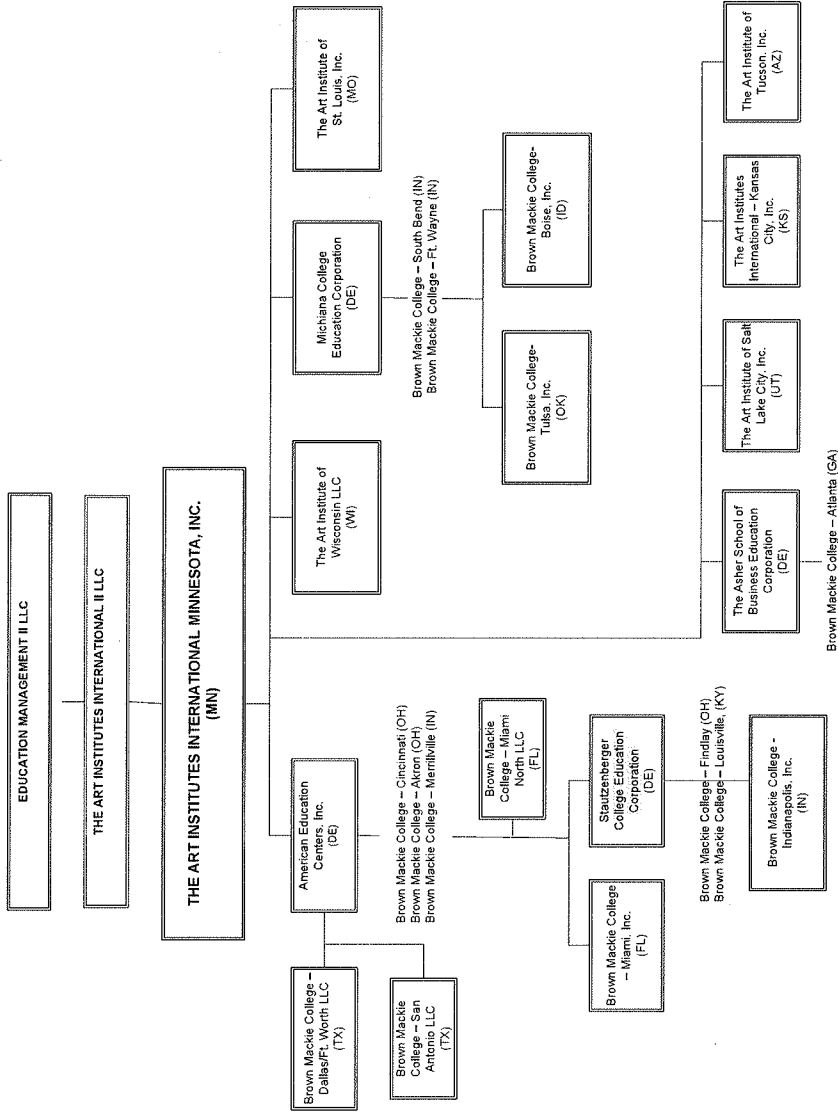 EDUCATION MANAGEMENT II LLC
THE ART INSTITUTES INTERNATIONAL II LLC
THE ART INSTITUTES INTERNATIONAL MINNESOTA, INC.
(MN)
Brown Mackie College –
Dallas/Ft. Worth LLC
(TX)
Brown Mackie
College – San
Antonio LLC
(TX)
American Education
Centers, Inc.
(DE)
Brown Mackie College – Cincinnati (OH)
Brown Mackie College – Akron (OH)
Brown Mackie College – Merrillville (IN)
Brown Mackie
College – Miami
North LLC
(FL)
Brown Mackie College
– Miami, Inc.
(FL)
Stautzenberger
College Education
Corporation
(DE)
Brown Mackie College – Findlay (OH)
Brown Mackie College – Louisville, (KY)
Brown Mackie College -
Indianapolis, Inc.
(IN)
The Art Institute of
Wisconsin LLC
(WI)
Michiana College
Education Corporation
(DE)
Brown Mackie College – South Bend (IN)
Brown Mackie College – Ft. Wayne (IN)
Brown Mackie College-
Tulsa, Inc.
(OK)
Brown Mackie College-
Boise, Inc.
(ID)
The Art Institute of
St. Louis, Inc.
(MO)
The Asher School of
Business Education
Corporation
(DE)
Brown Mackie College – Atlanta (GA)
The Art Institute of Salt
Lake City, Inc.
(UT)
The Art Institutes
International – Kansas
City, Inc.
(KS)
The Art Institute of
Tucson, Inc.
(AZ)